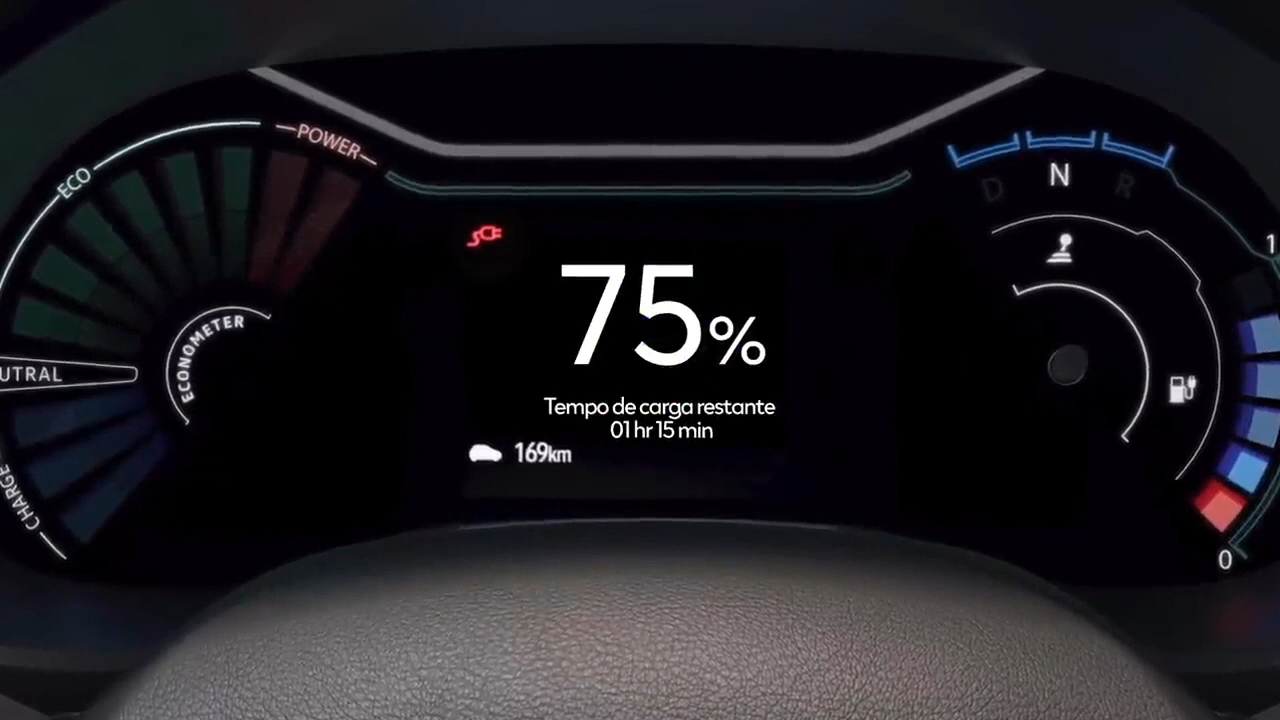 POWER
ECO
D N R
1
ECONOMETER
UTRAL
CHARGE
75%
Tempo de carga restante
01 hr 15 min
169km
0